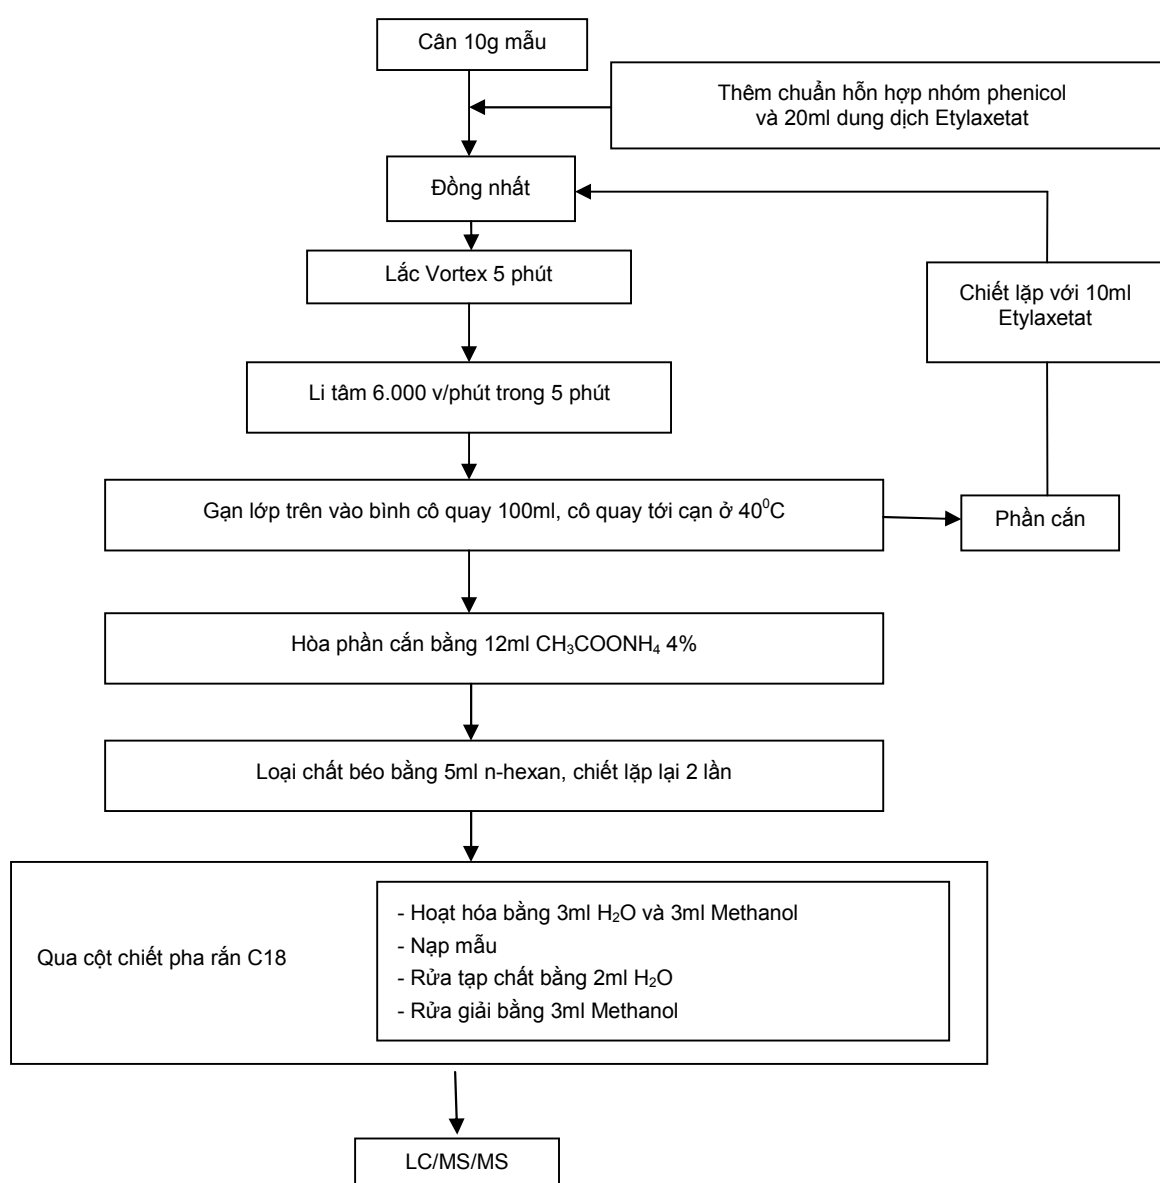 Cân 10g mẫu
Thêm chuẩn hỗn hợp nhóm phenicol
và 20ml dung dịch Etylaxetat
Đồng nhất
Lắc Vortex 5 phút
Chiết lặp với 10ml
Etylaxetat
Li tâm 6.000 v/phút trong 5 phút
Gạn lớp trên vào bình cô quay 100ml, cô quay tới cạn ở 40⁰C
Phần cắn
Hòa phần cắn bằng 12ml CH₃COONH₄ 4%
Loại chất béo bằng 5ml n-hexan, chiết lặp lại 2 lần
Qua cột chiết pha rắn C18
- Hoạt hóa bằng 3ml H₂O và 3ml Methanol
- Nạp mẫu
- Rửa tạp chất bằng 2ml H₂O
- Rửa giải bằng 3ml Methanol
LC/MS/MS